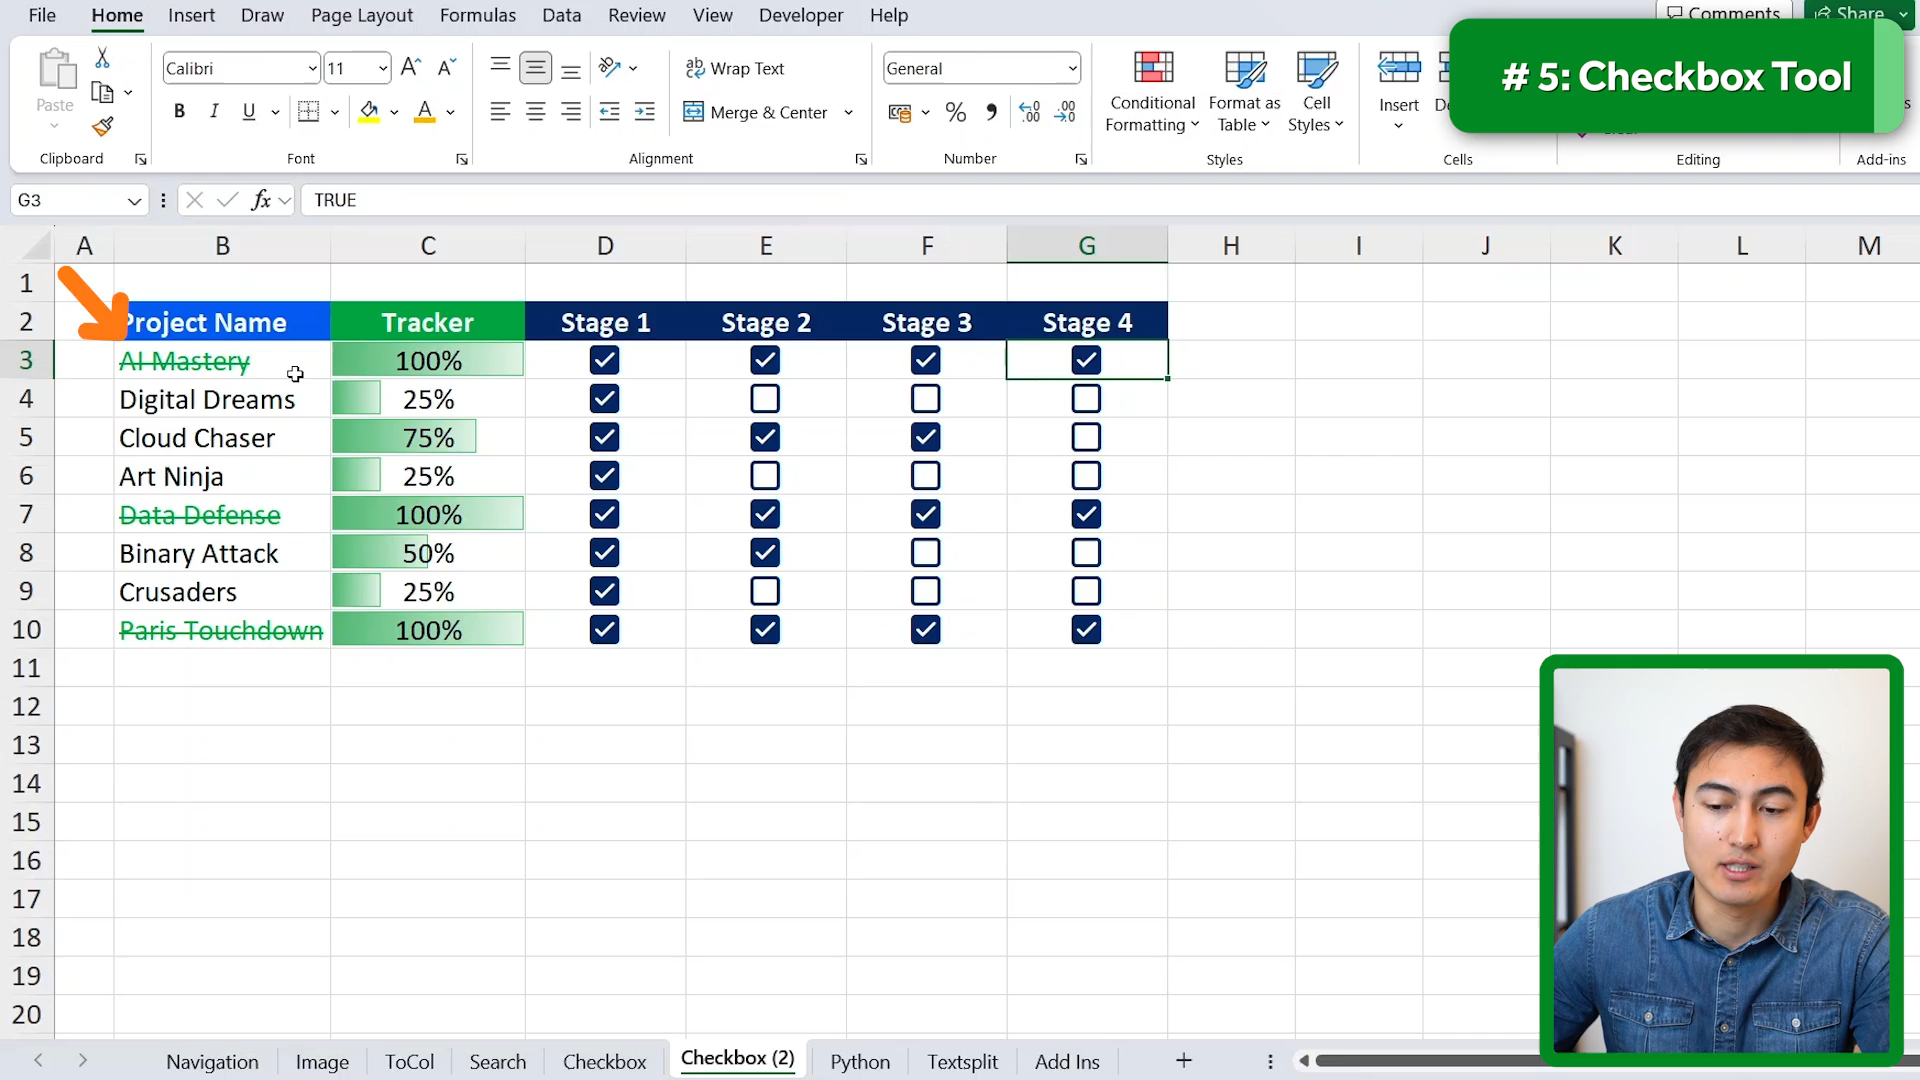 File Home Insert Draw Page Layout Formulas Data Review View Developer Help
Comments Share
# 5: Checkbox Tool
Paste
Calibri 11
B I U A
ab Wrap Text
Merge & Center
General
%
Conditional Formatting
Format as Table
Cell Styles
Insert
Clipboard Font Alignment Number Styles Cells Editing Add-ins
G3 fx TRUE
A B C D E F G H I J K L M
1
2 Project Name Tracker Stage 1 Stage 2 Stage 3 Stage 4
3 AI Mastery 100%
4 Digital Dreams 25%
5 Cloud Chaser 75%
6 Art Ninja 25%
7 Data Defense 100%
8 Binary Attack 50%
9 Crusaders 25%
10 Paris Touchdown 100%
11
12
13
14
15
16
17
18
19
20
Navigation Image ToCol Search Checkbox Checkbox (2) Python Textsplit Add Ins